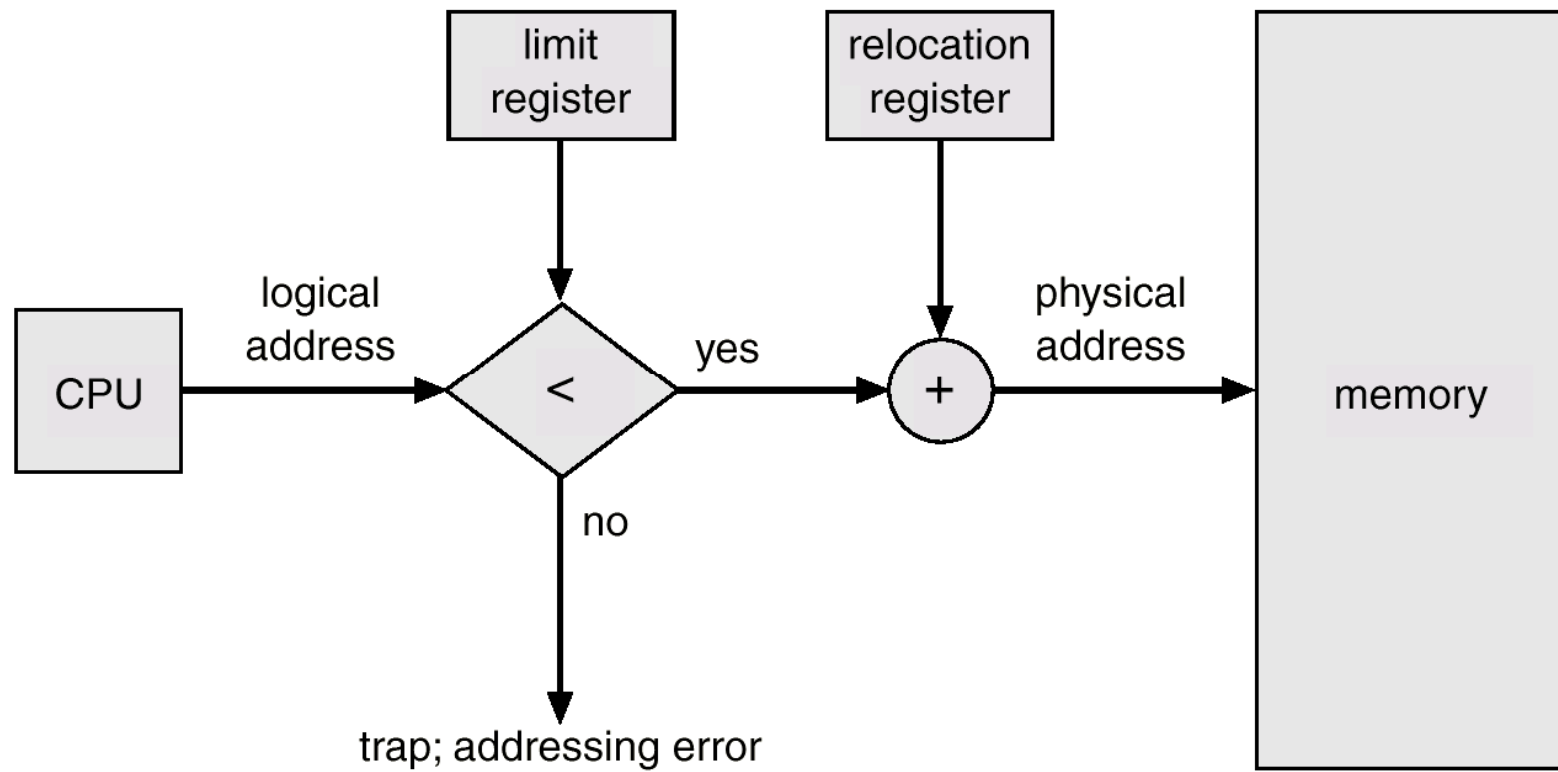 limit
register
relocation
register
logical
address
physical
address
yes
CPU
<
+
memory
no
trap; addressing error